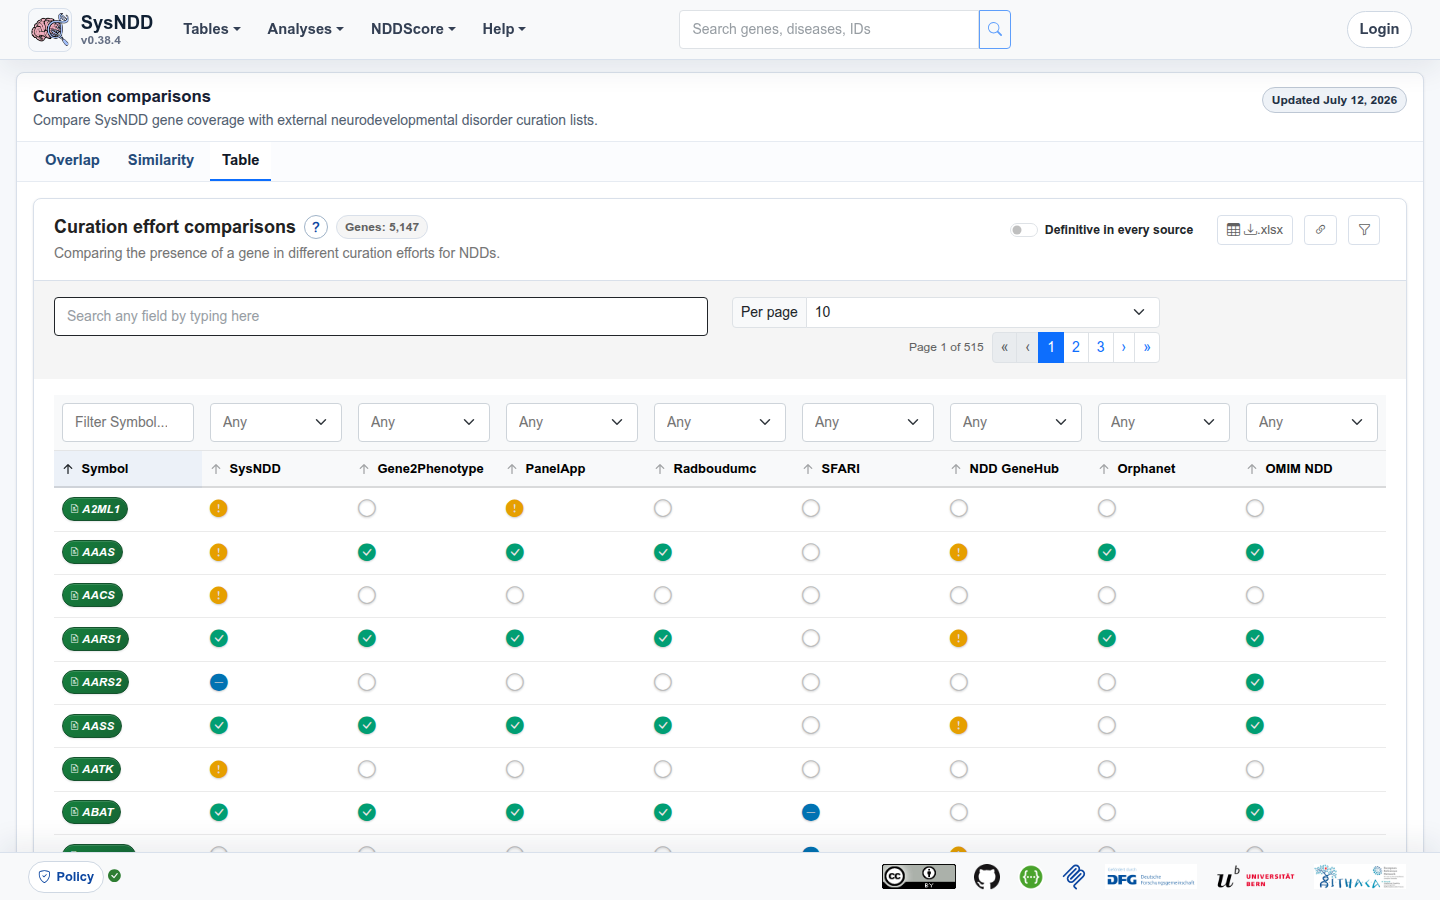 SysNDD
v0.38.4
Tables
Analyses
NDDScore
Help
Search genes, diseases, IDs
Login
Curation comparisons
Compare SysNDD gene coverage with external neurodevelopmental disorder curation lists.
Updated July 12, 2026
Overlap
Similarity
Table
Curation effort comparisons
?
Genes: 5,147
Comparing the presence of a gene in different curation efforts for NDDs.
Definitive in every source
.xlsx
Search any field by typing here
Per page
10
Page 1 of 515
« ‹ 1 2 3 › »
Filter Symbol... Any Any Any Any Any Any Any Any
Symbol SysNDD Gene2Phenotype PanelApp Radboudumc SFARI NDD GeneHub Orphanet OMIM NDD
A2ML1
AAAS
AACS
AARS1
AARS2
AASS
AATK
ABAT
Policy
CC BY
DFG Deutsche Forschungsgemeinschaft
u b UNIVERSITÄT BERN
ITHACA